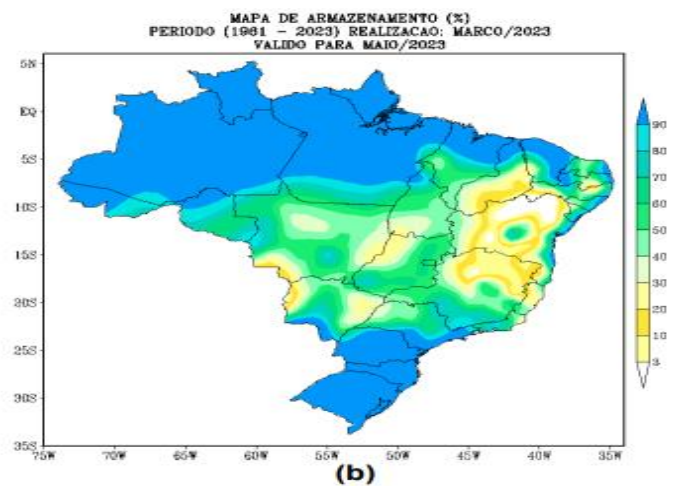 MAPA DE ARMAZENAMENTO (%)
PERIODO (1961 - 2023) REALIZACAO: MARCO/2023
VALIDO PARA MAIO/2023
5N
EQ
5S
10S
15S
20S
25S
30S
35S
75W 70W 65W 60W 55W 50W 45W 40W 35W
90
80
70
60
50
40
30
20
10
3
(b)